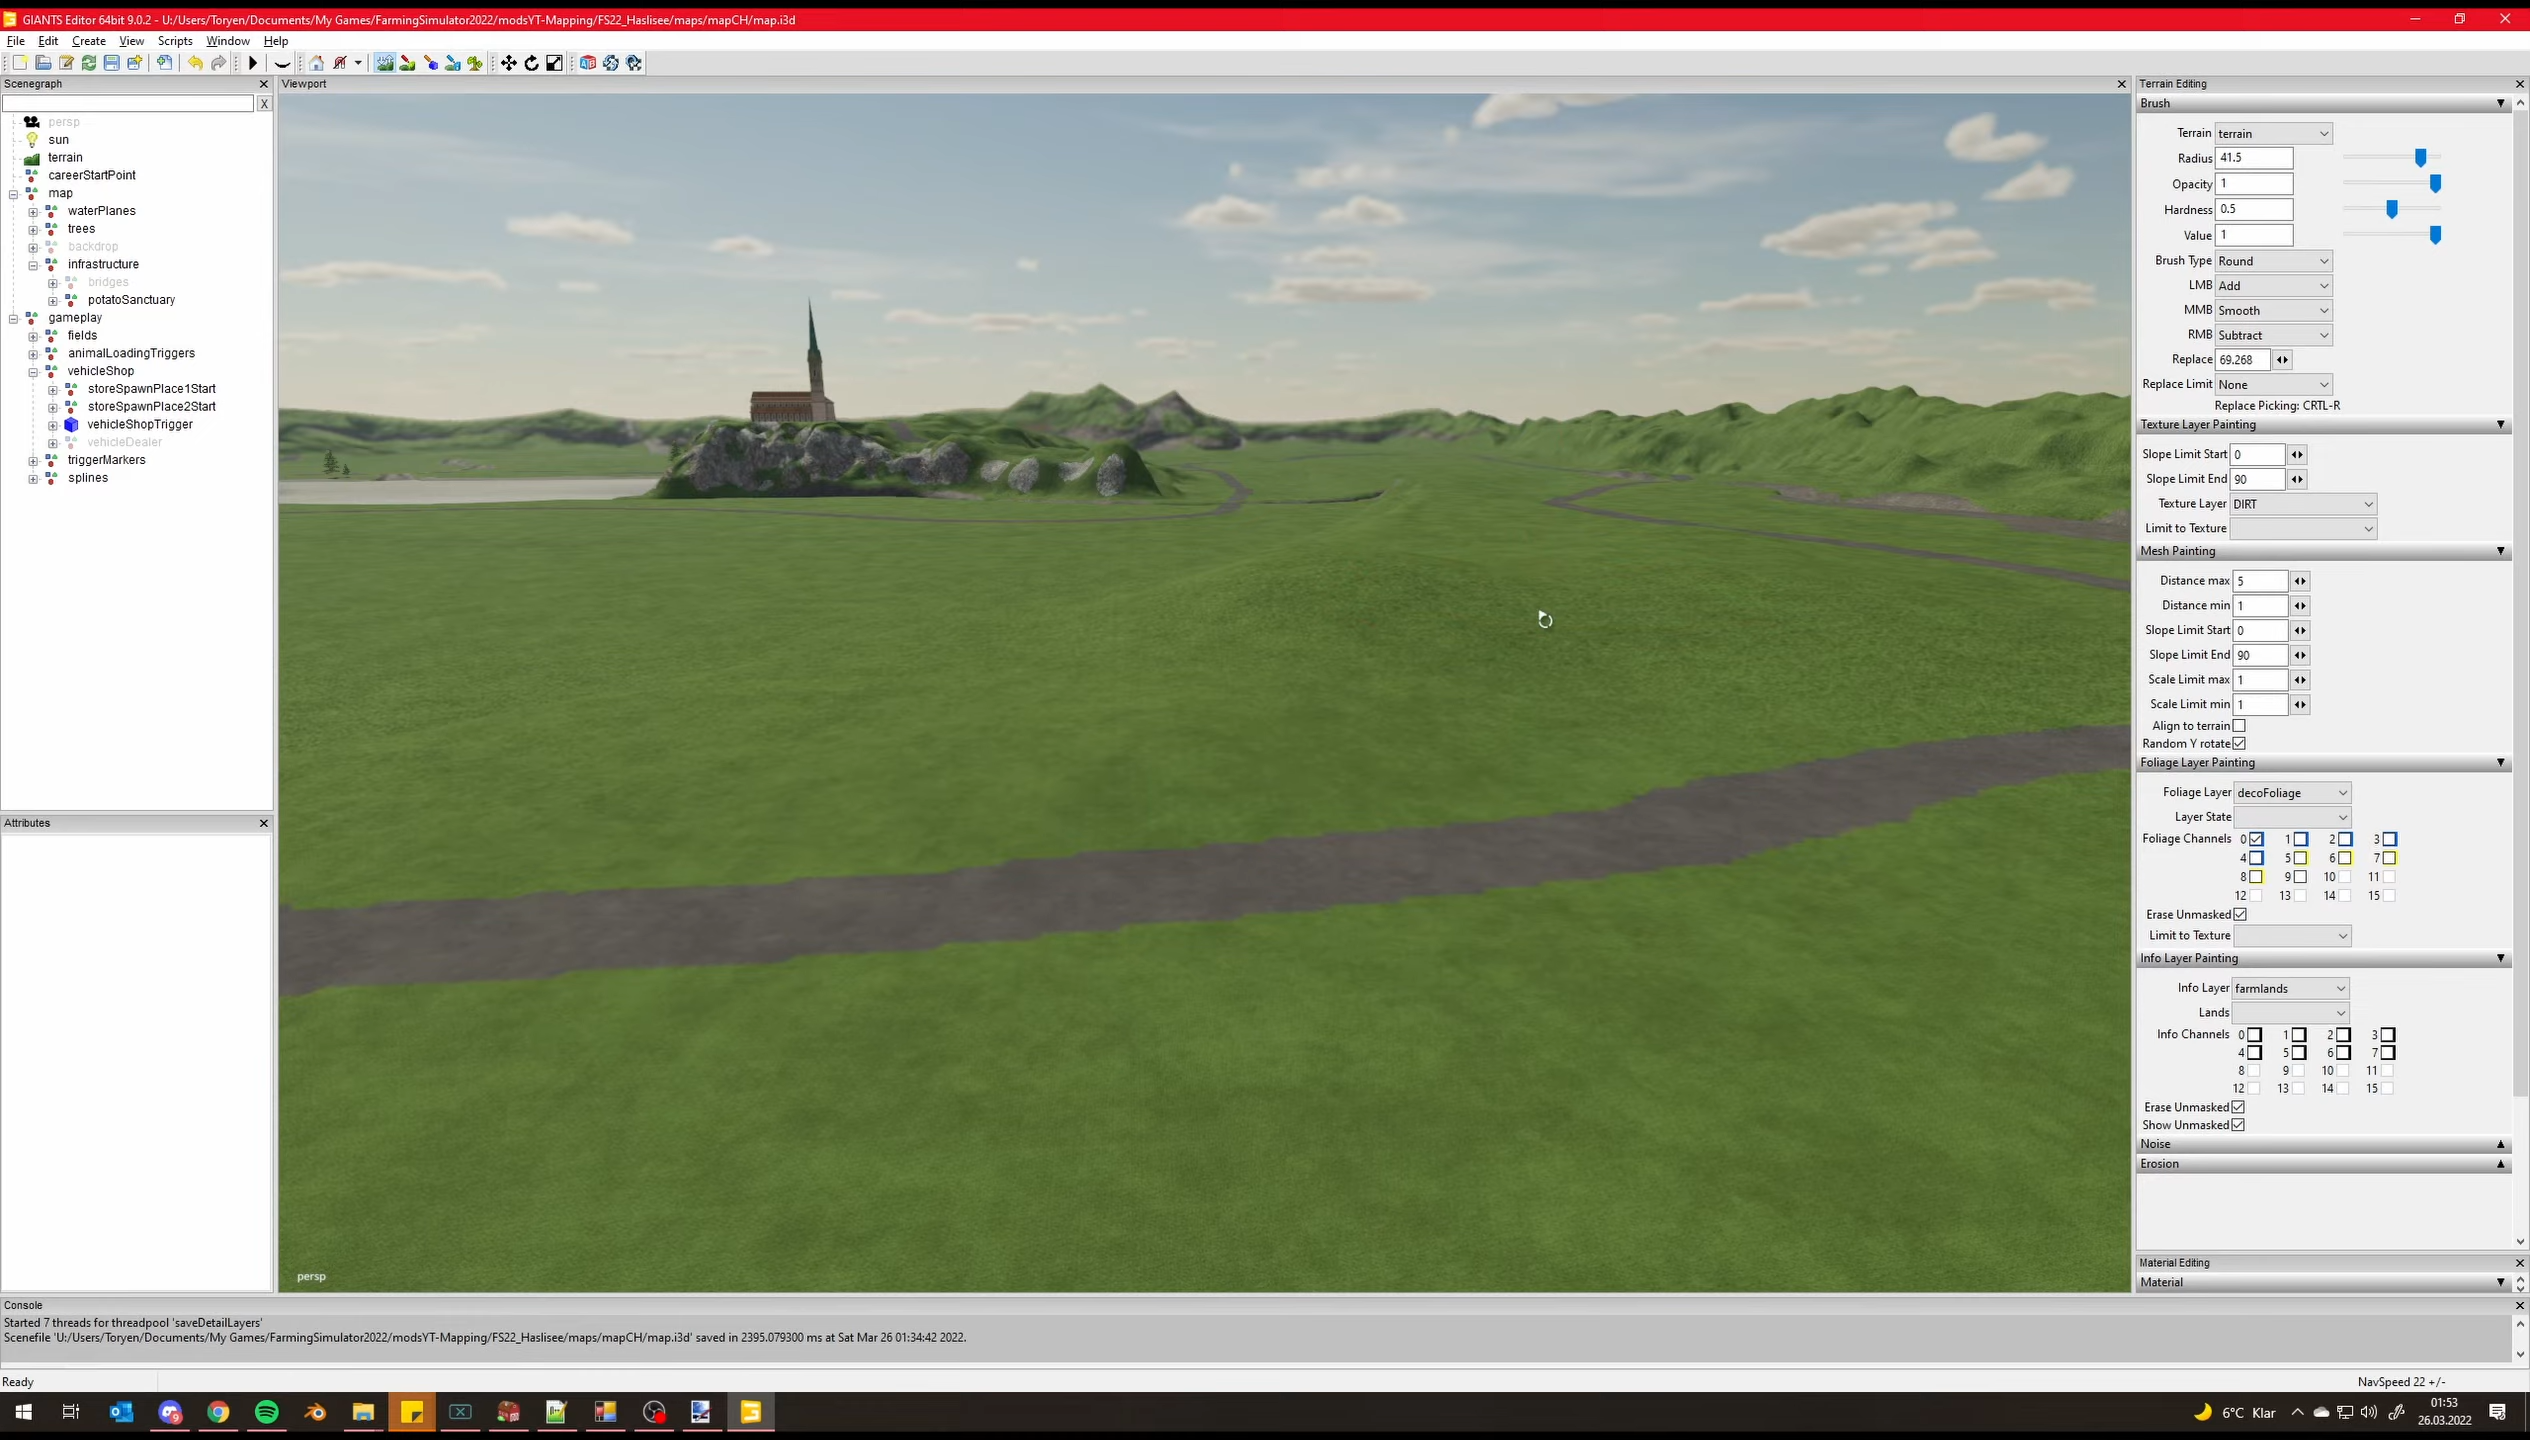 GIANTS Editor 64bit 9.0.2 - U:/Users/Toryen/Documents/My Games/FarmingSimulator2022/modsYT-Mapping/FS22_Haslisee/maps/mapCH/map.i3d
File Edit Create View Scripts Window Help
Scenegraph
X
persp
sun
terrain
careerStartPoint
map
waterPlanes
trees
backdrop
infrastructure
bridges
potatoSanctuary
gameplay
fields
animalLoadingTriggers
vehicleShop
storeSpawnPlace1Start
storeSpawnPlace2Start
vehicleShopTrigger
vehicleDealer
triggerMarkers
splines
Attributes
Viewport
persp
Terrain Editing
Brush
Terrain terrain
Radius 41.5
Opacity 1
Hardness 0.5
Value 1
Brush Type Round
LMB Add
MMB Smooth
RMB Subtract
Replace 69.268
Replace Limit None
Replace Picking: CRTL-R
Texture Layer Painting
Slope Limit Start 0
Slope Limit End 90
Texture Layer DIRT
Limit to Texture
Mesh Painting
Distance max 5
Distance min 1
Slope Limit Start 0
Slope Limit End 90
Scale Limit max 1
Scale Limit min 1
Align to terrain
Random Y rotate
Foliage Layer Painting
Foliage Layer decoFoliage
Layer State
Foliage Channels 0 1 2 3
4 5 6 7
8 9 10 11
12 13 14 15
Erase Unmasked
Limit to Texture
Info Layer Painting
Info Layer farmlands
Lands
Info Channels 0 1 2 3
4 5 6 7
8 9 10 11
12 13 14 15
Erase Unmasked
Show Unmasked
Noise
Erosion
Material Editing
Material
Console
Started 7 threads for threadpool 'saveDetailLayers'
Scenefile 'U:/Users/Toryen/Documents/My Games/FarmingSimulator2022/modsYT-Mapping/FS22_Haslisee/maps/mapCH/map.i3d' saved in 2395.079300 ms at Sat Mar 26 01:34:42 2022.
Ready
NavSpeed 22 +/-
6°C Klar
01:53
26.03.2022